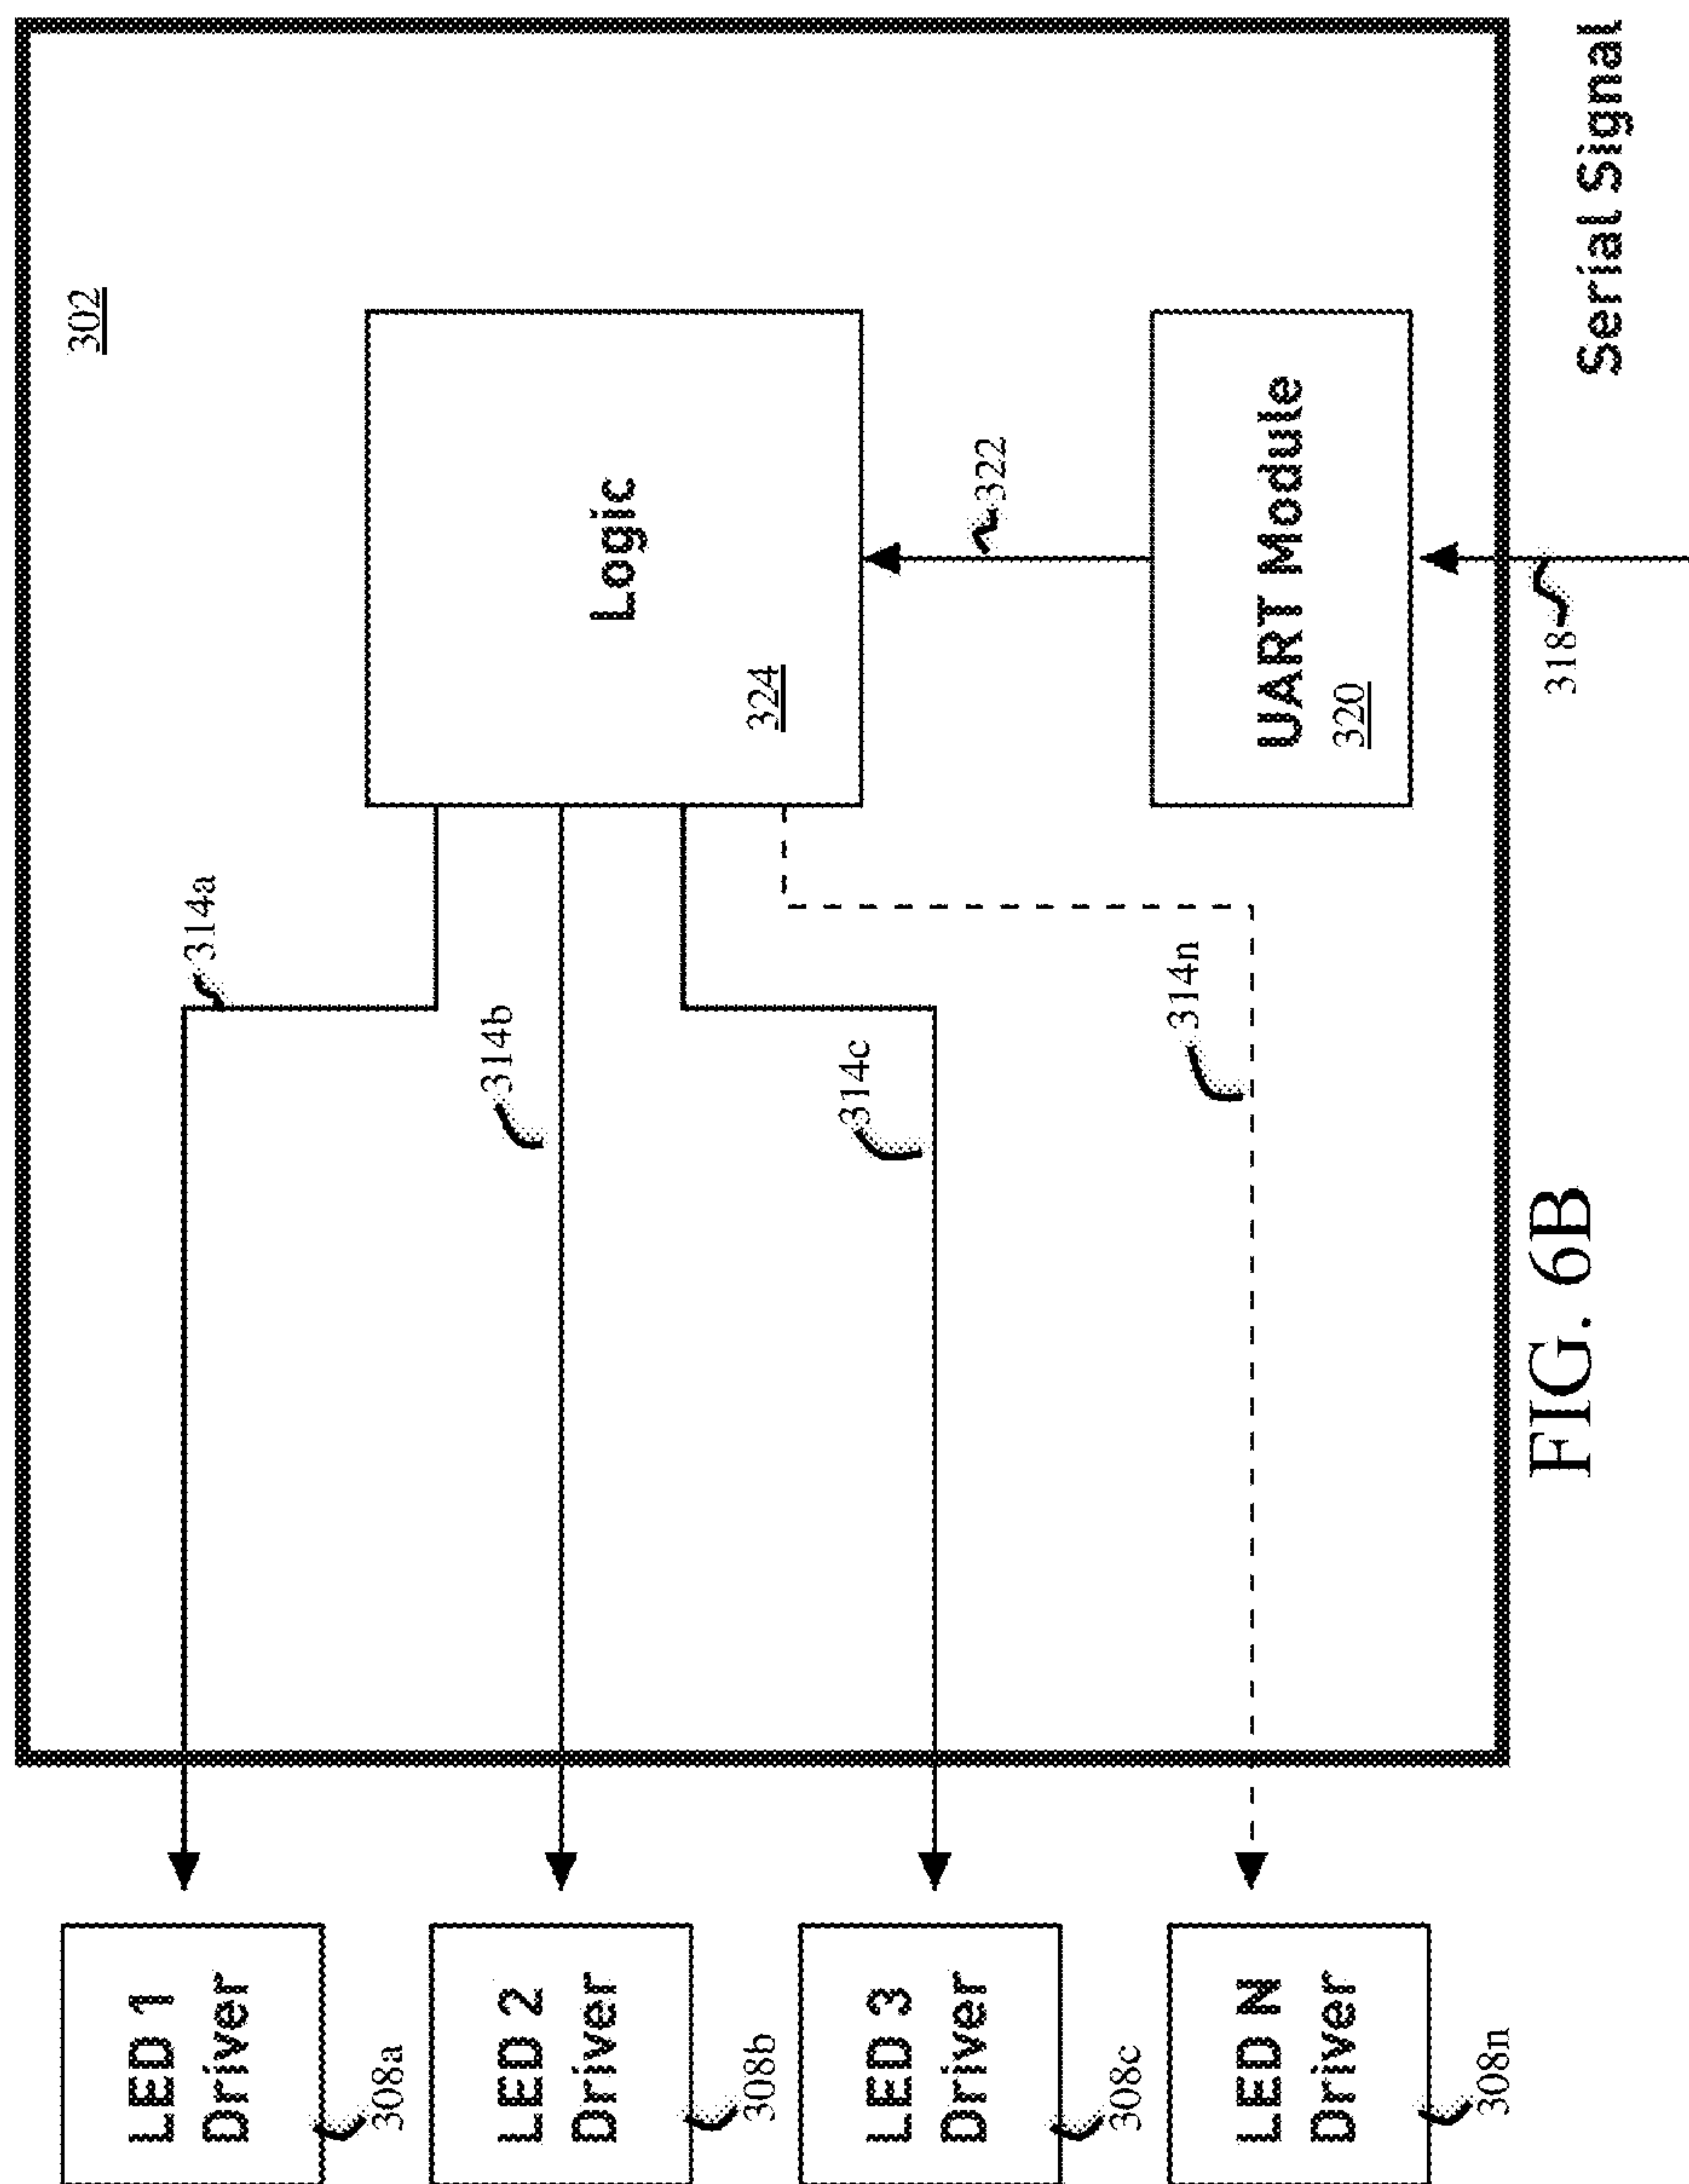 302
Logic
324
322
UART Module
320
318
Serial Signal
314a
314b
314c
314n
LED 1
Driver
308a
LED 2
Driver
308b
LED 3
Driver
308c
LED N
Driver
308n
FIG. 6B